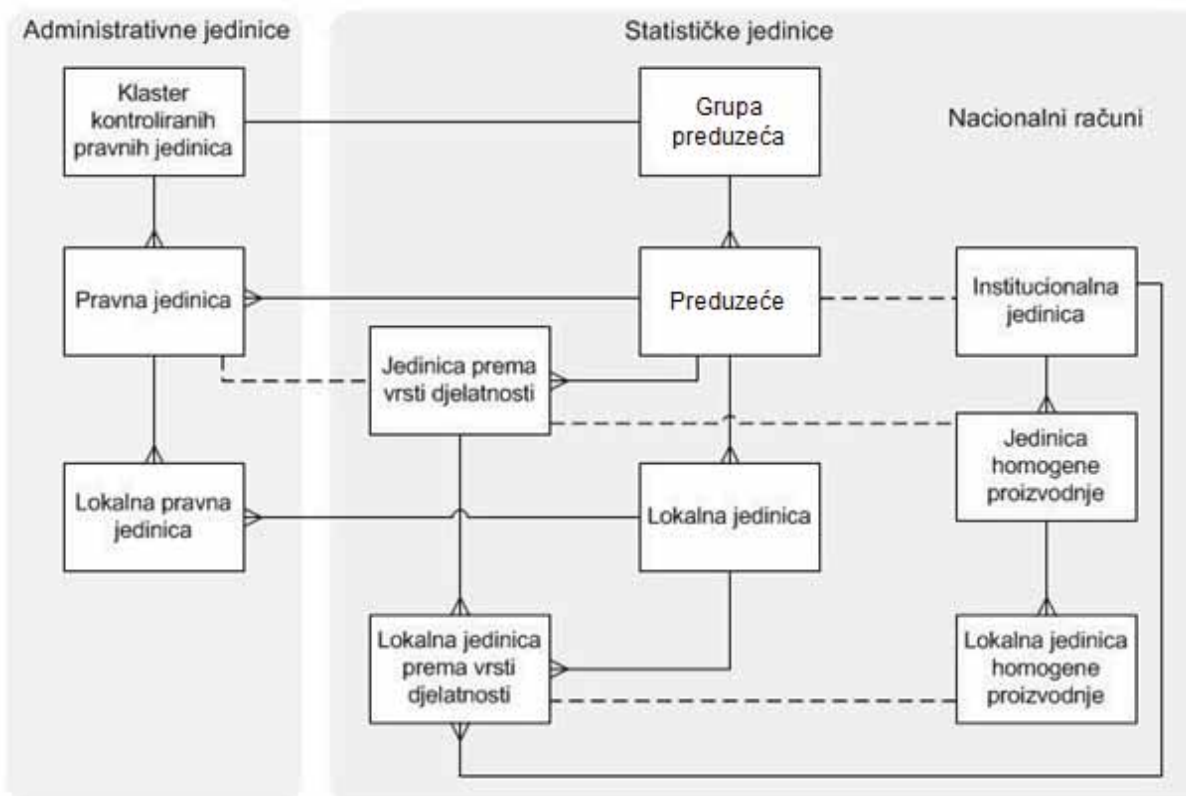 Administrativne jedinice
Statističke jedinice
Klaster
kontroliranih
pravnih jedinica
Grupa
preduzeća
Nacionalni računi
Pravna jedinica
Preduzeće
Institucionalna
jedinica
Jedinica prema
vrsti djelatnosti
Jedinica
homogene
proizvodnje
Lokalna pravna
jedinica
Lokalna jedinica
Lokalna jedinica
prema vrsti
djelatnosti
Lokalna jedinica
homogene
proizvodnje